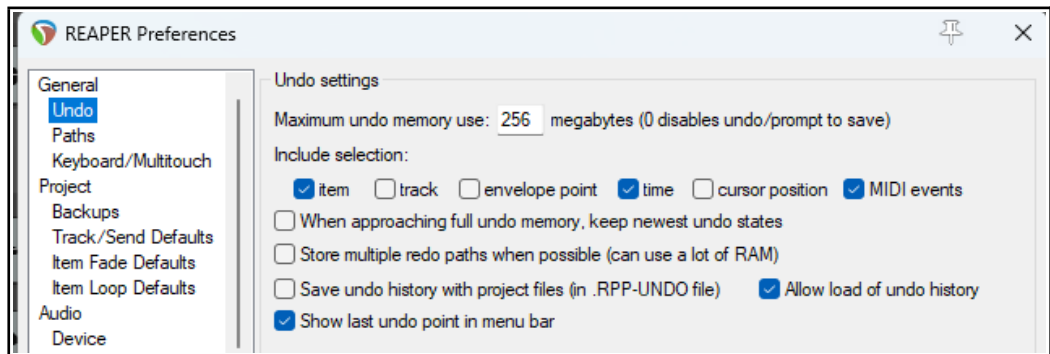 REAPER Preferences
General
Undo
Paths
Keyboard/Multitouch
Project
Backups
Track/Send Defaults
Item Fade Defaults
Item Loop Defaults
Audio
Device
Undo settings
Maximum undo memory use: 256 megabytes (0 disables undo/prompt to save)
Include selection:
item track envelope point time cursor position MIDI events
When approaching full undo memory, keep newest undo states
Store multiple redo paths when possible (can use a lot of RAM)
Save undo history with project files (in .RPP-UNDO file) Allow load of undo history
Show last undo point in menu bar